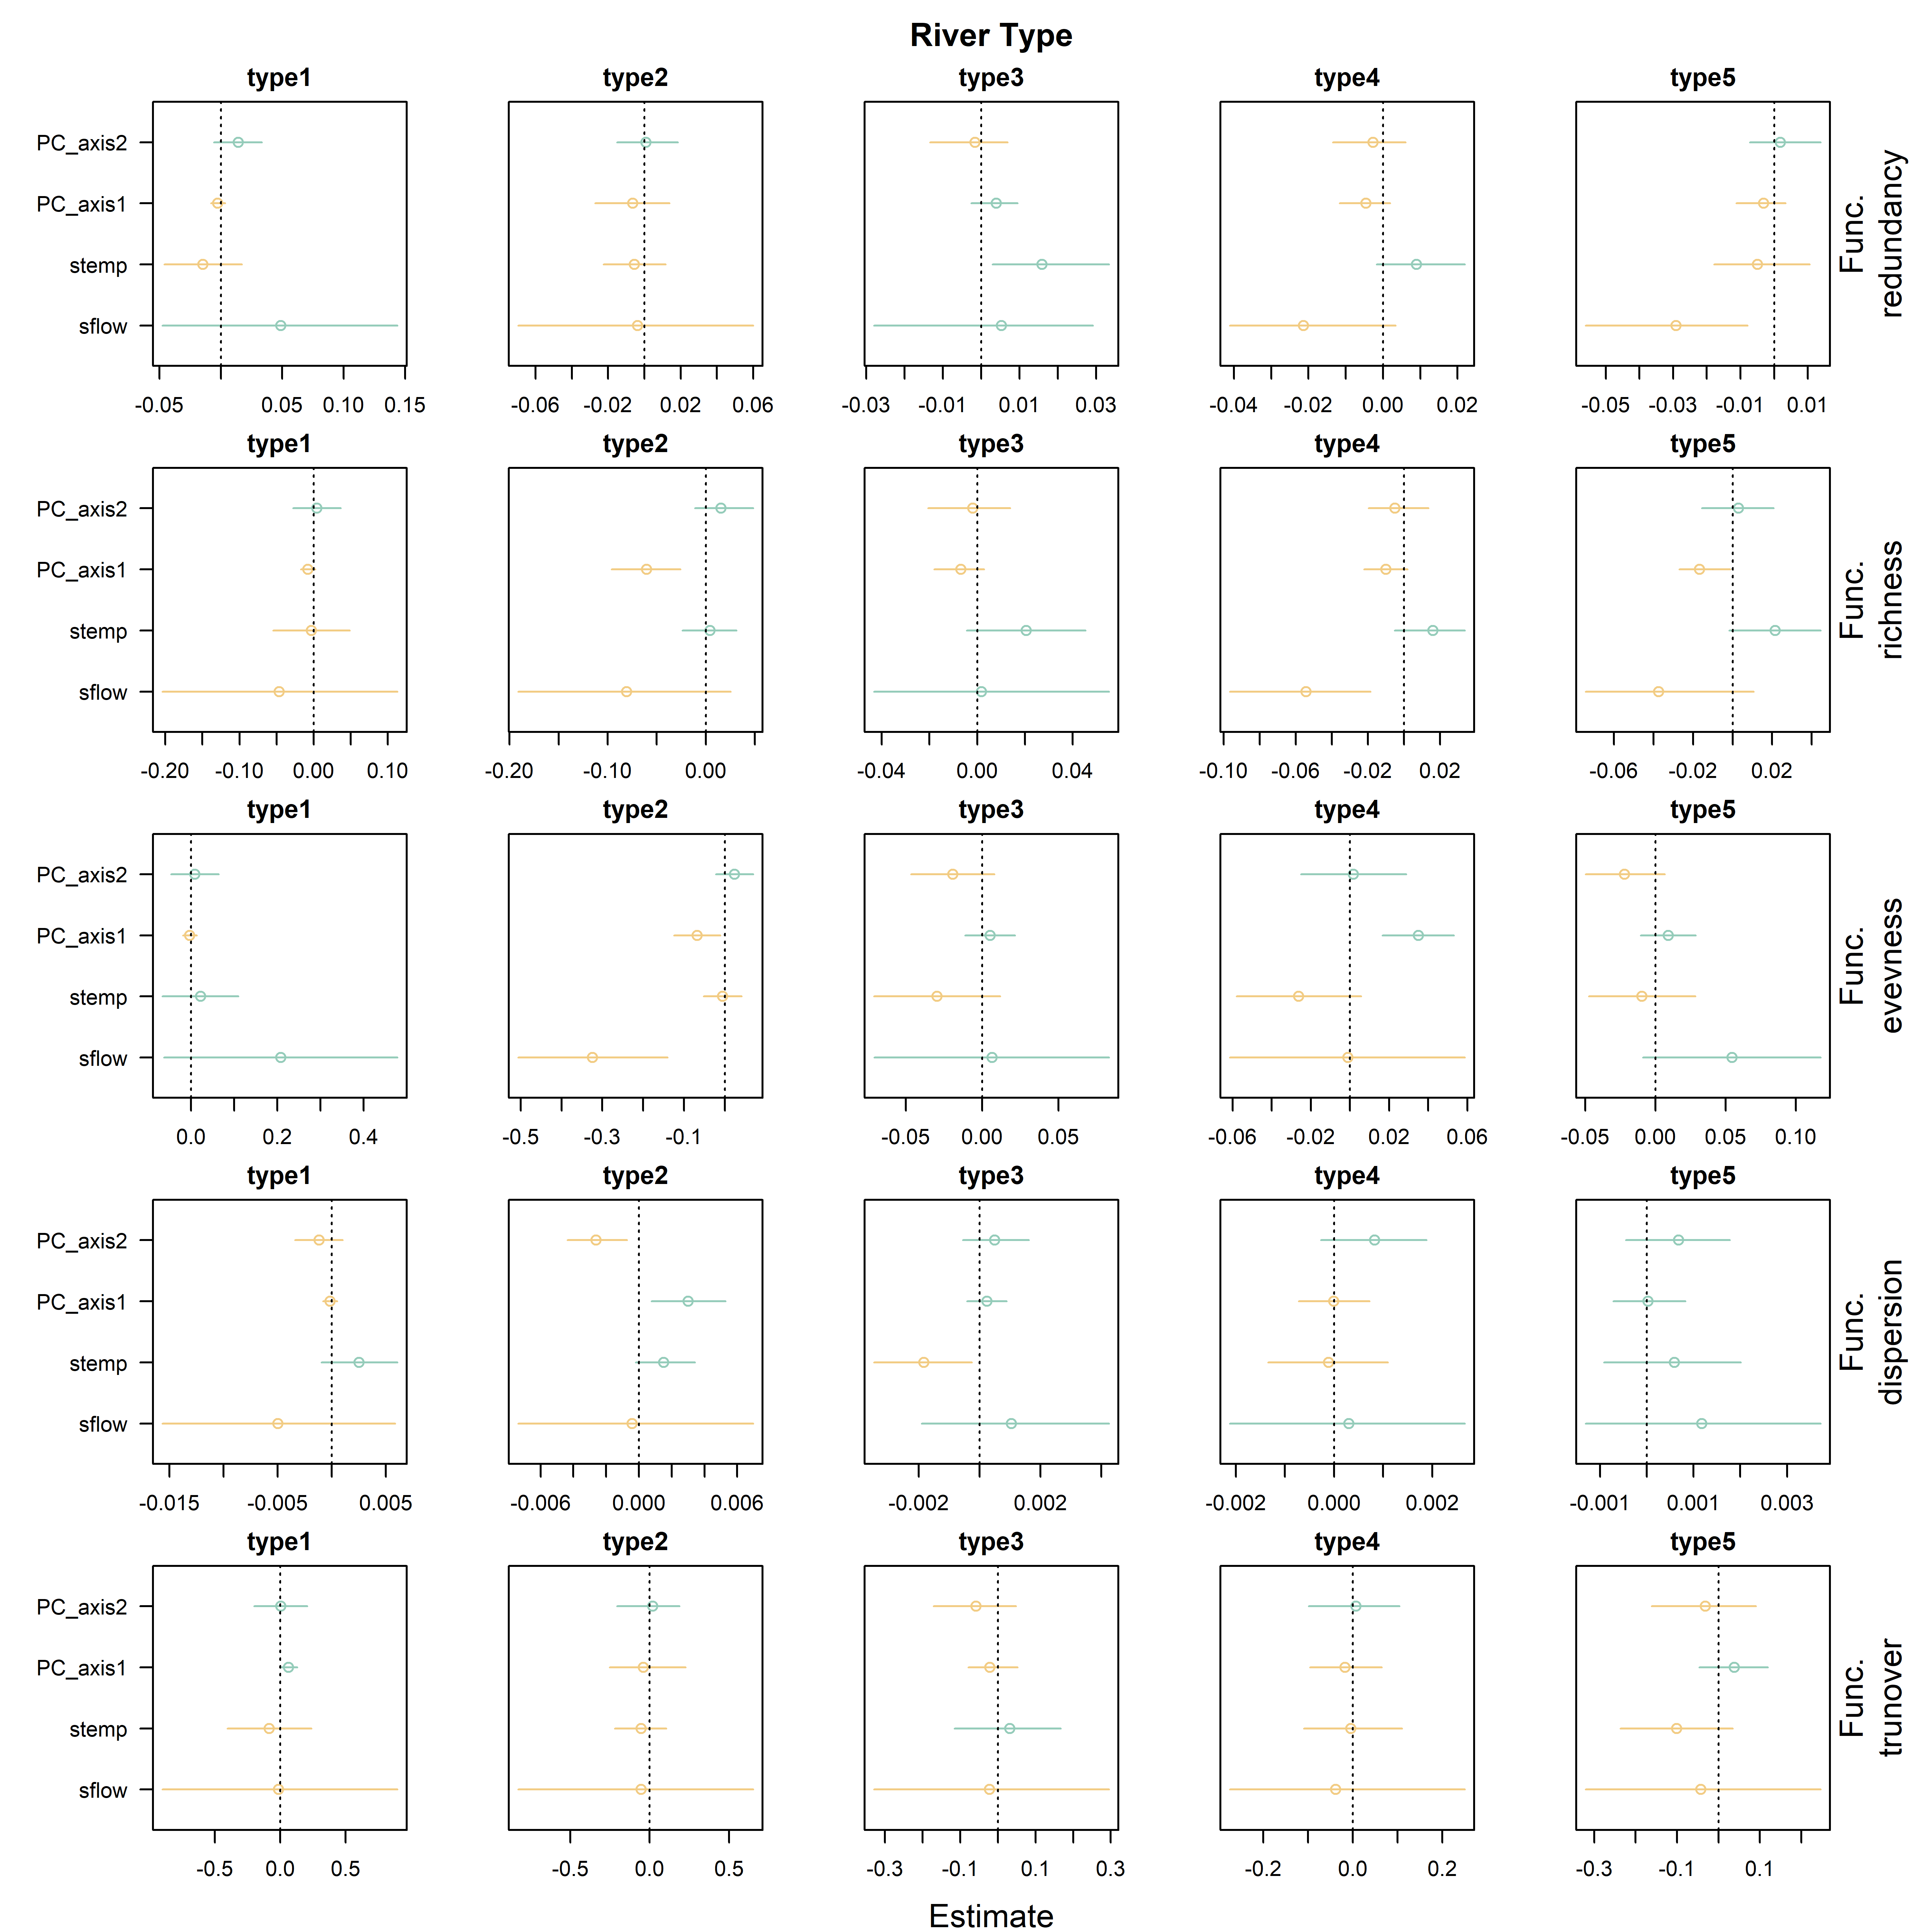 River Type
type1 type2 type3 type4 type5
PC_axis2
PC_axis1
stemp
sflow
Func.
redundancy
-0.05 0.05 0.10 0.15 -0.06 -0.02 0.02 0.06 -0.03 -0.01 0.01 0.03 -0.04 -0.02 0.00 0.02 -0.05 -0.03 -0.01 0.01
type1 type2 type3 type4 type5
PC_axis2
PC_axis1
stemp
sflow
Func.
richness
-0.20 -0.10 0.00 0.10 -0.20 -0.10 0.00 -0.04 0.00 0.04 -0.10 -0.06 -0.02 0.02 -0.06 -0.02 0.02
type1 type2 type3 type4 type5
PC_axis2
PC_axis1
stemp
sflow
Func.
evevness
0.0 0.2 0.4 -0.5 -0.3 -0.1 -0.05 0.00 0.05 -0.06 -0.02 0.02 0.06 -0.05 0.00 0.05 0.10
type1 type2 type3 type4 type5
PC_axis2
PC_axis1
stemp
sflow
Func.
dispersion
-0.015 -0.005 0.005 -0.006 0.000 0.006 -0.002 0.002 -0.002 0.000 0.002 -0.001 0.001 0.003
type1 type2 type3 type4 type5
PC_axis2
PC_axis1
stemp
sflow
Func.
trunover
-0.5 0.0 0.5 -0.5 0.0 0.5 -0.3 -0.1 0.1 0.3 -0.2 0.0 0.2 -0.3 -0.1 0.1
Estimate